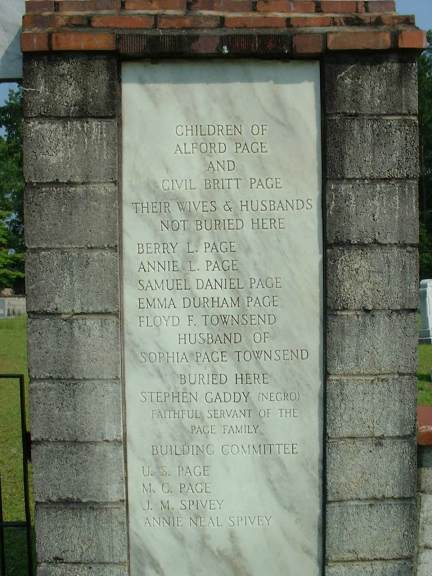 CHILDREN OF
ALFORD PAGE
AND
CIVIL BRITT PAGE
THEIR WIVES & HUSBANDS
NOT BURIED HERE
BERRY L. PAGE
ANNIE L. PAGE
SAMUEL DANIEL PAGE
EMMA DURHAM PAGE
FLOYD F. TOWNSEND
HUSBAND OF
SOPHIA PAGE TOWNSEND
BURIED HERE
STEPHEN GADDY (NEGRO)
FAITHFUL SERVANT OF THE
PAGE FAMILY
BUILDING COMMITTEE
U. S. PAGE
M. C. PAGE
J. M. SPIVEY
ANNIE NEAL SPIVEY